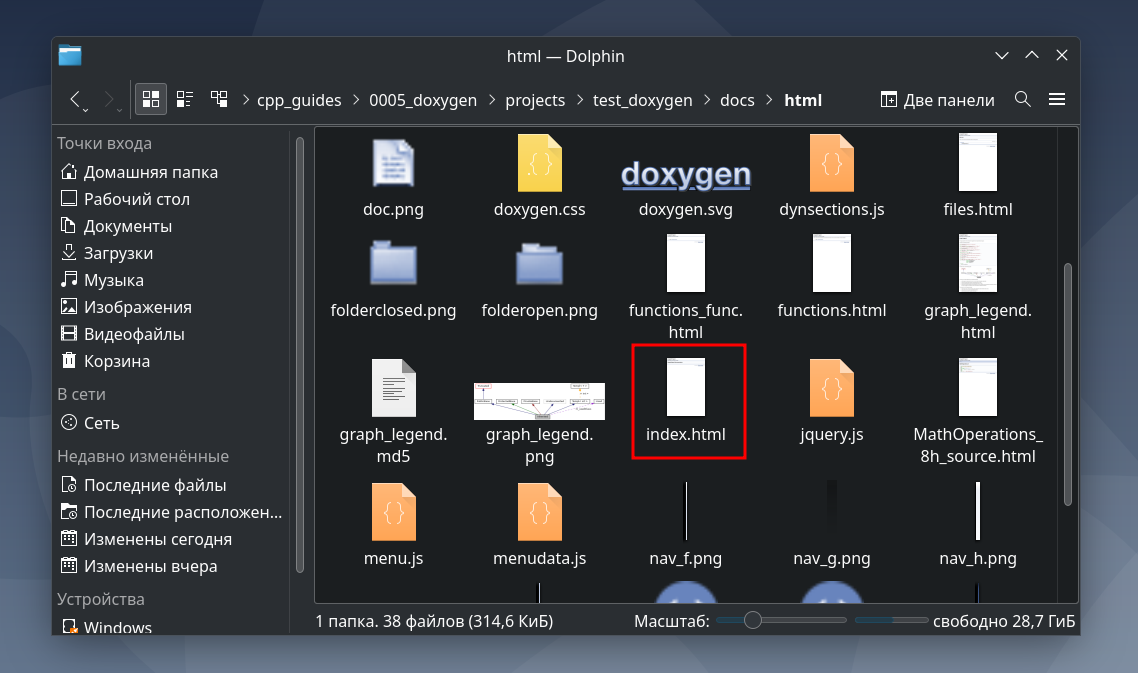 html — Dolphin
cpp_guides
0005_doxygen
projects
test_doxygen
docs
html
Две панели
Точки входа
Домашняя папка
Рабочий стол
Документы
Загрузки
Музыка
Изображения
Видеофайлы
Корзина
В сети
Сеть
Недавно изменённые
Последние файлы
Последние расположен...
Изменены сегодня
Изменены вчера
Устройства
Windows
doxygen
doc.png
doxygen.css
doxygen.svg
dynsections.js
files.html
folderclosed.png
folderopen.png
functions_func.
html
functions.html
graph_legend.
html
graph_legend.
md5
graph_legend.
png
index.html
jquery.js
MathOperations_
8h_source.html
menu.js
menudata.js
nav_f.png
nav_g.png
nav_h.png
1 папка. 38 файлов (314,6 КиБ)
Масштаб:
свободно 28,7 ГиБ